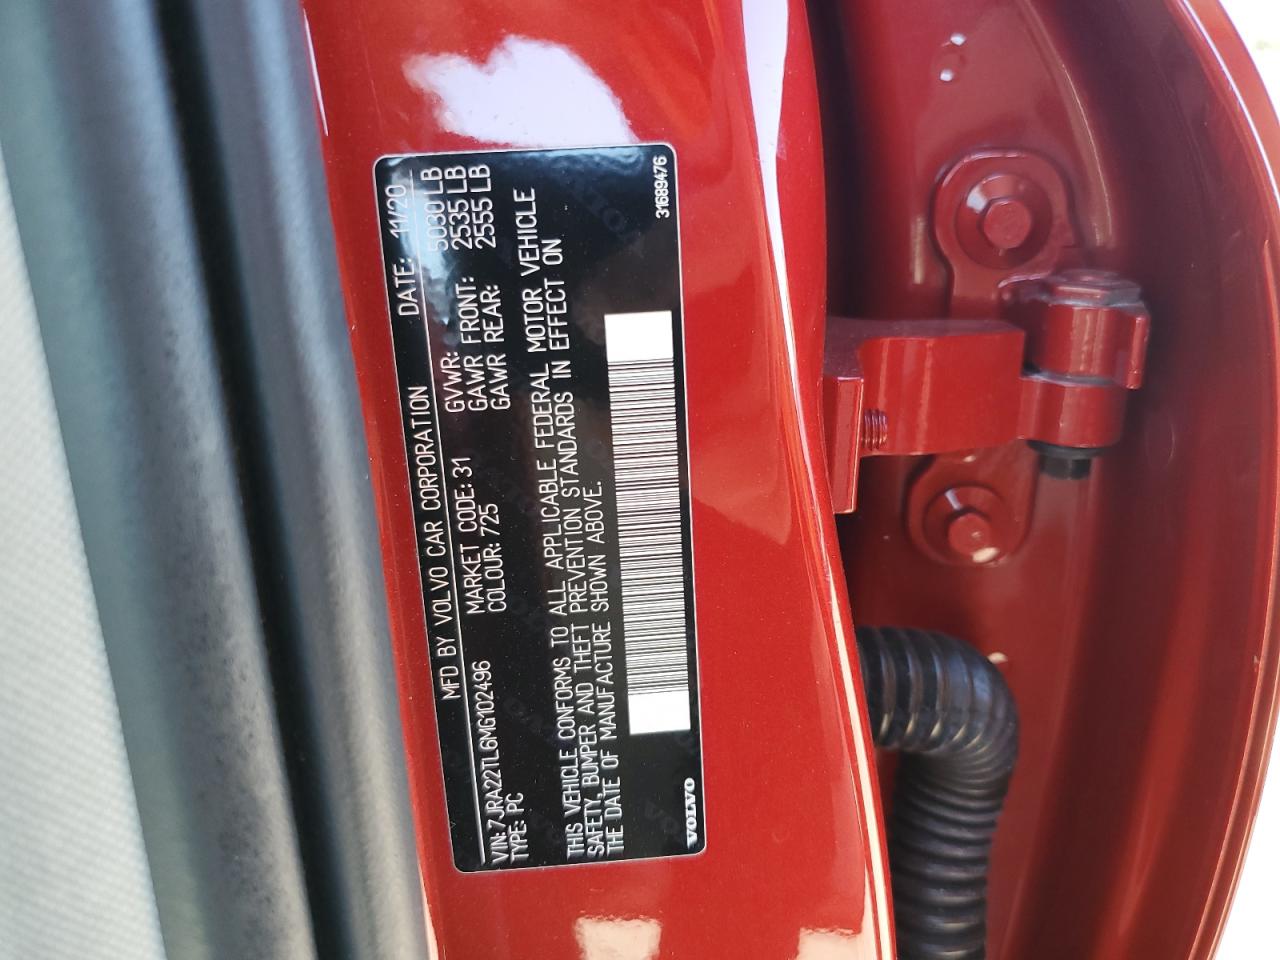 MFD BY VOLVO CAR CORPORATION DATE: 11/20
GVWR: 5030 LB
VIN: 7JRA22TL6MG102496 MARKET CODE: 31 GAWR FRONT: 2535 LB
TYPE: PC COLOUR: 725 GAWR REAR: 2555 LB
THIS VEHICLE CONFORMS TO ALL APPLICABLE FEDERAL MOTOR VEHICLE
SAFETY, BUMPER AND THEFT PREVENTION STANDARDS IN EFFECT ON
THE DATE OF MANUFACTURE SHOWN ABOVE.
VOLVO 31689476